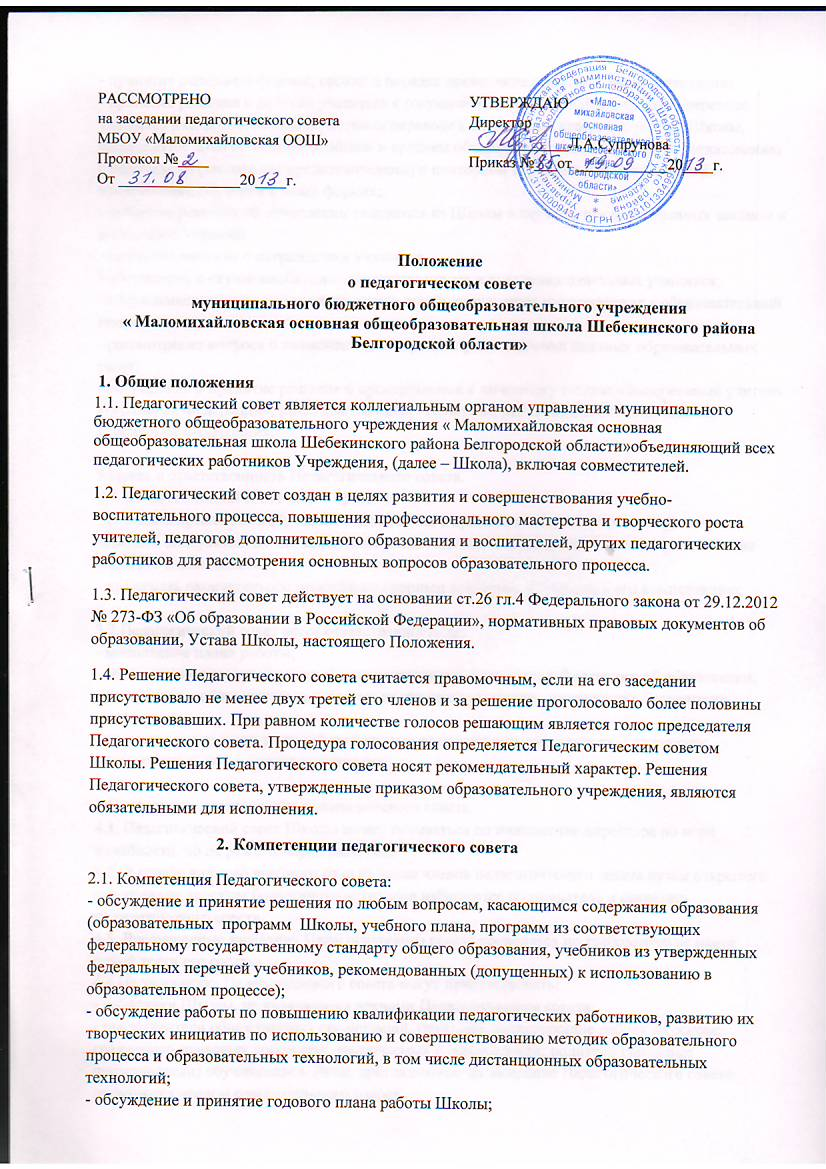 РАССМОТРЕНО
на заседании педагогического совета
МБОУ «Маломихайловская ООШ»
Протокол № 2
От 31.08 2013 г.
УТВЕРЖДАЮ
Директор
Л.А.Супрунова
Приказ № 85 от 19.09 2013 г.
«Мало-
михайловская
основная
общеобразовательная
школа Шебекинского
района
Белгородской
области»
Положение
о педагогическом совете
муниципального бюджетного общеобразовательного учреждения
« Маломихайловская основная общеобразовательная школа Шебекинского района
Белгородской области»
1. Общие положения
1.1. Педагогический совет является коллегиальным органом управления муниципального
бюджетного общеобразовательного учреждения « Маломихайловская основная
общеобразовательная школа Шебекинского района Белгородской области»объединяющий всех
педагогических работников Учреждения, (далее – Школа), включая совместителей.
1.2. Педагогический совет создан в целях развития и совершенствования учебно-
воспитательного процесса, повышения профессионального мастерства и творческого роста
учителей, педагогов дополнительного образования и воспитателей, других педагогических
работников для рассмотрения основных вопросов образовательного процесса.
1.3. Педагогический совет действует на основании ст.26 гл.4 Федерального закона от 29.12.2012
№ 273-ФЗ «Об образовании в Российской Федерации», нормативных правовых документов об
образовании, Устава Школы, настоящего Положения.
1.4. Решение Педагогического совета считается правомочным, если на его заседании
присутствовало не менее двух третей его членов и за решение проголосовало более половины
присутствовавших. При равном количестве голосов решающим является голос председателя
Педагогического совета. Процедура голосования определяется Педагогическим советом
Школы. Решения Педагогического совета носят рекомендательный характер. Решения
Педагогического совета, утвержденные приказом образовательного учреждения, являются
обязательными для исполнения.
2. Компетенции педагогического совета
2.1. Компетенция Педагогического совета:
- обсуждение и принятие решения по любым вопросам, касающимся содержания образования
(образовательных программ Школы, учебного плана, программ из соответствующих
федеральному государственному стандарту общего образования, учебников из утвержденных
федеральных перечней учебников, рекомендованных (допущенных) к использованию в
образовательном процессе);
- обсуждение работы по повышению квалификации педагогических работников, развитию их
творческих инициатив по использованию и совершенствованию методик образовательного
процесса и образовательных технологий, в том числе дистанционных образовательных
технологий;
- обсуждение и принятие годового плана работы Школы;